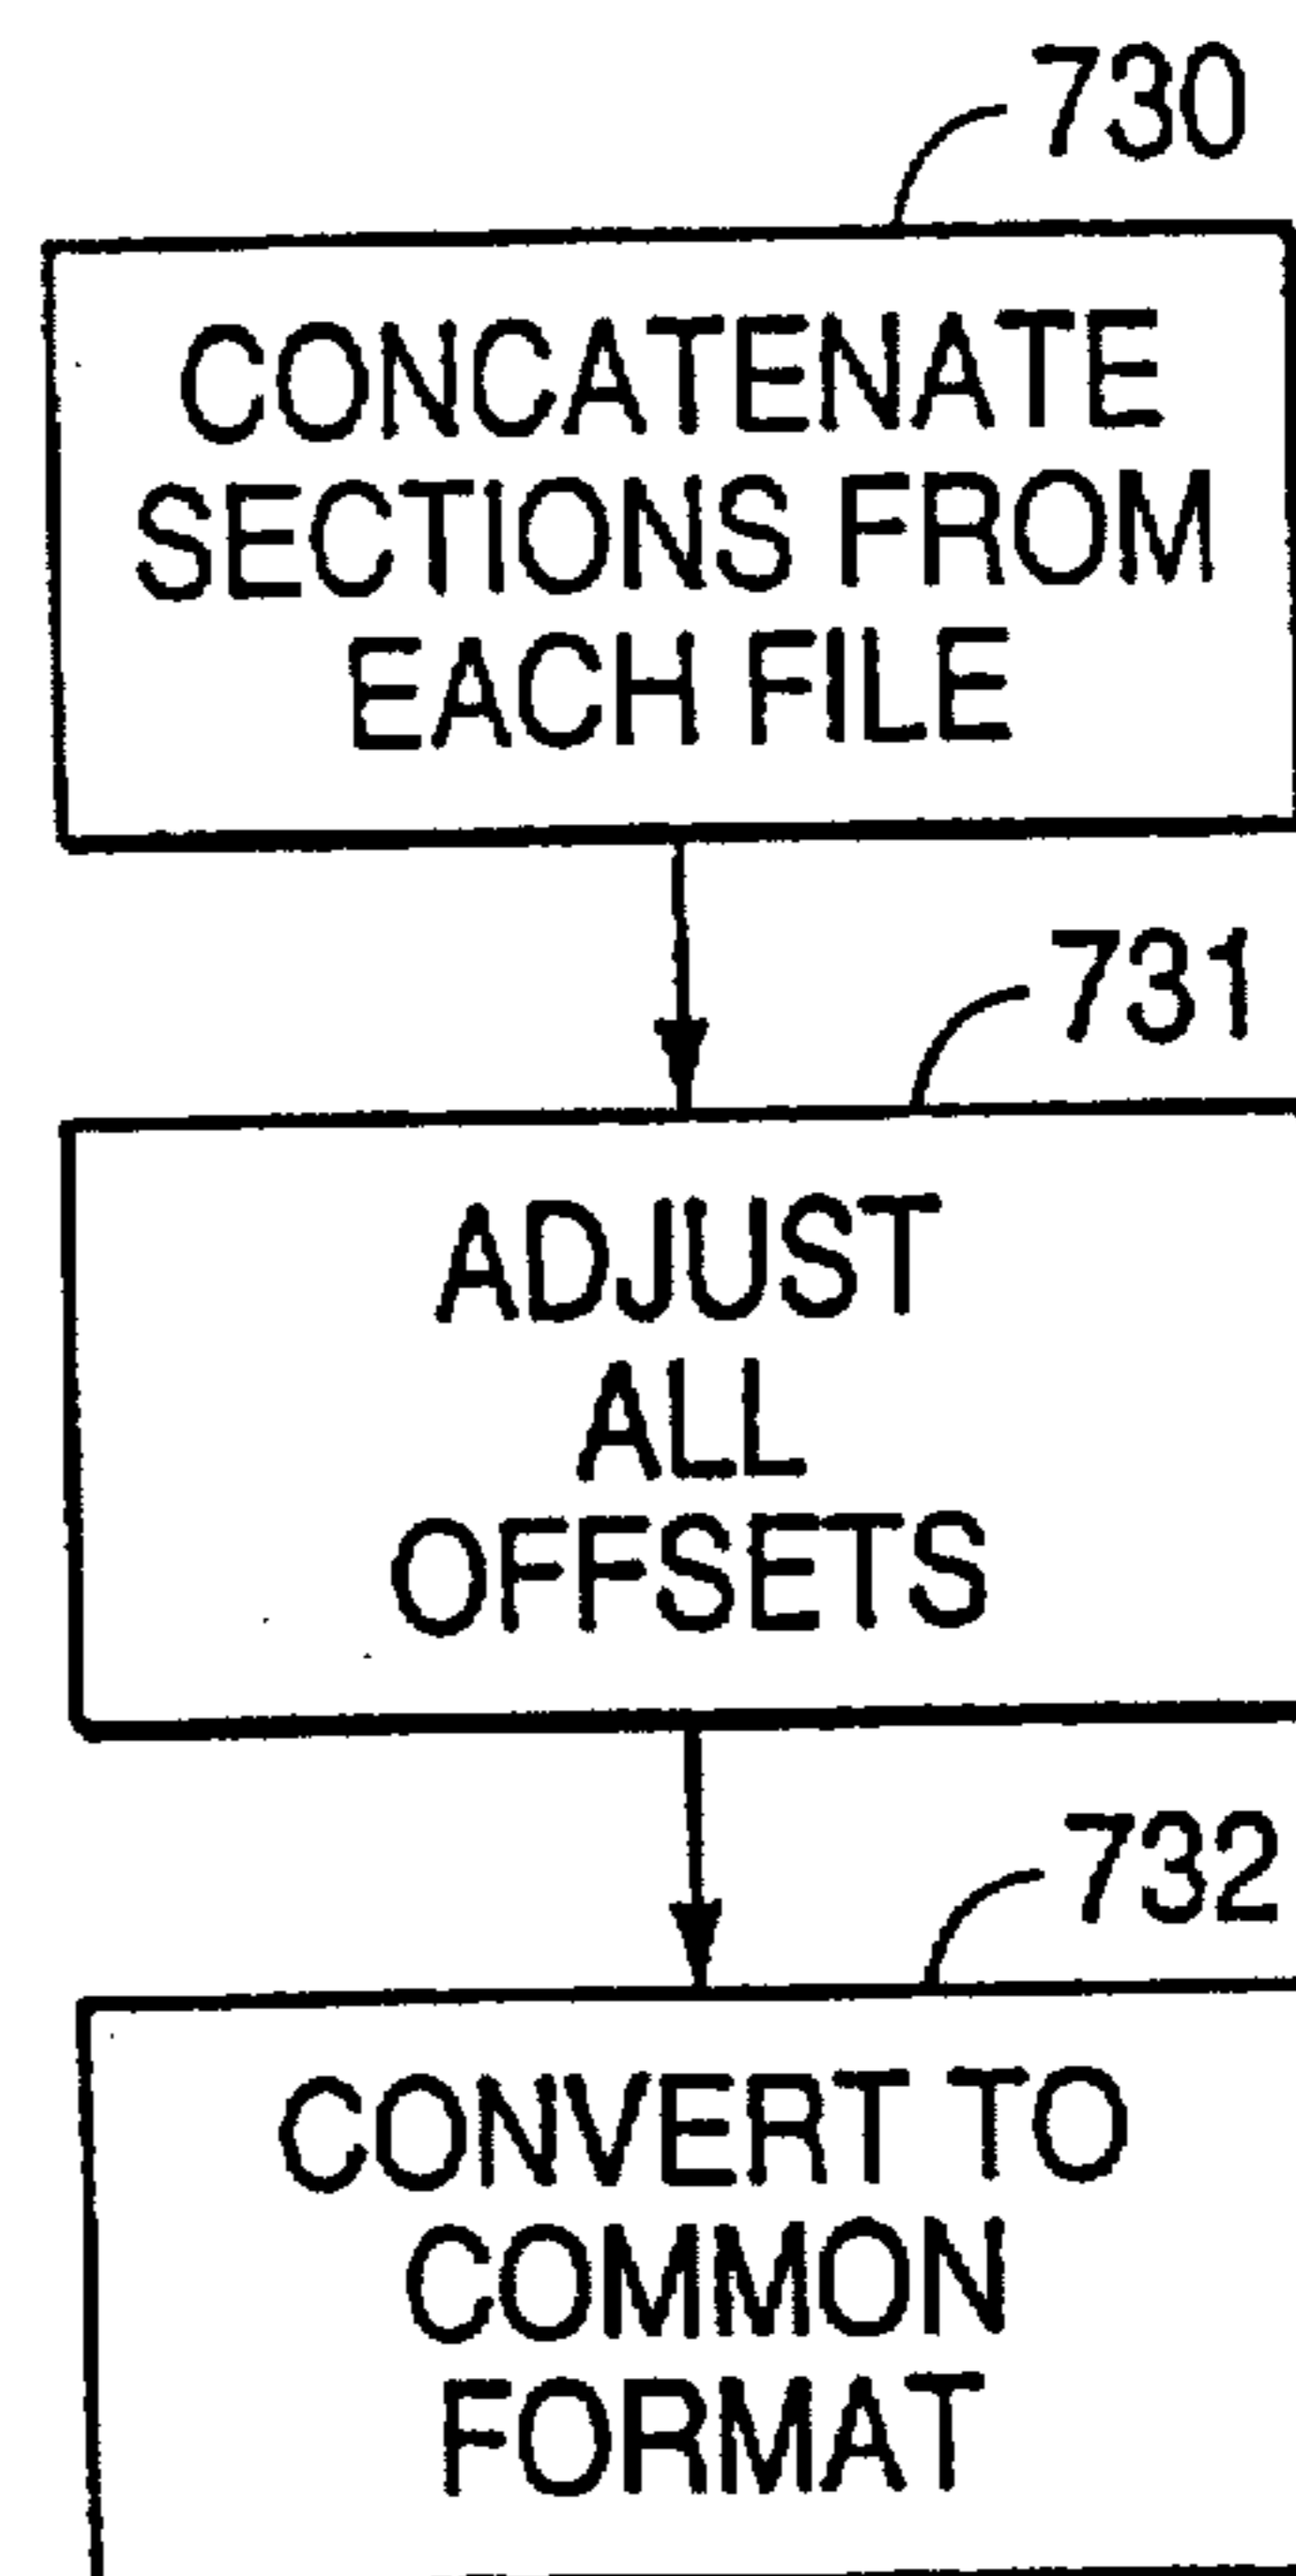 730
CONCATENATE
SECTIONS FROM
EACH FILE
731
ADJUST
ALL
OFFSETS
732
CONVERT TO
COMMON
FORMAT